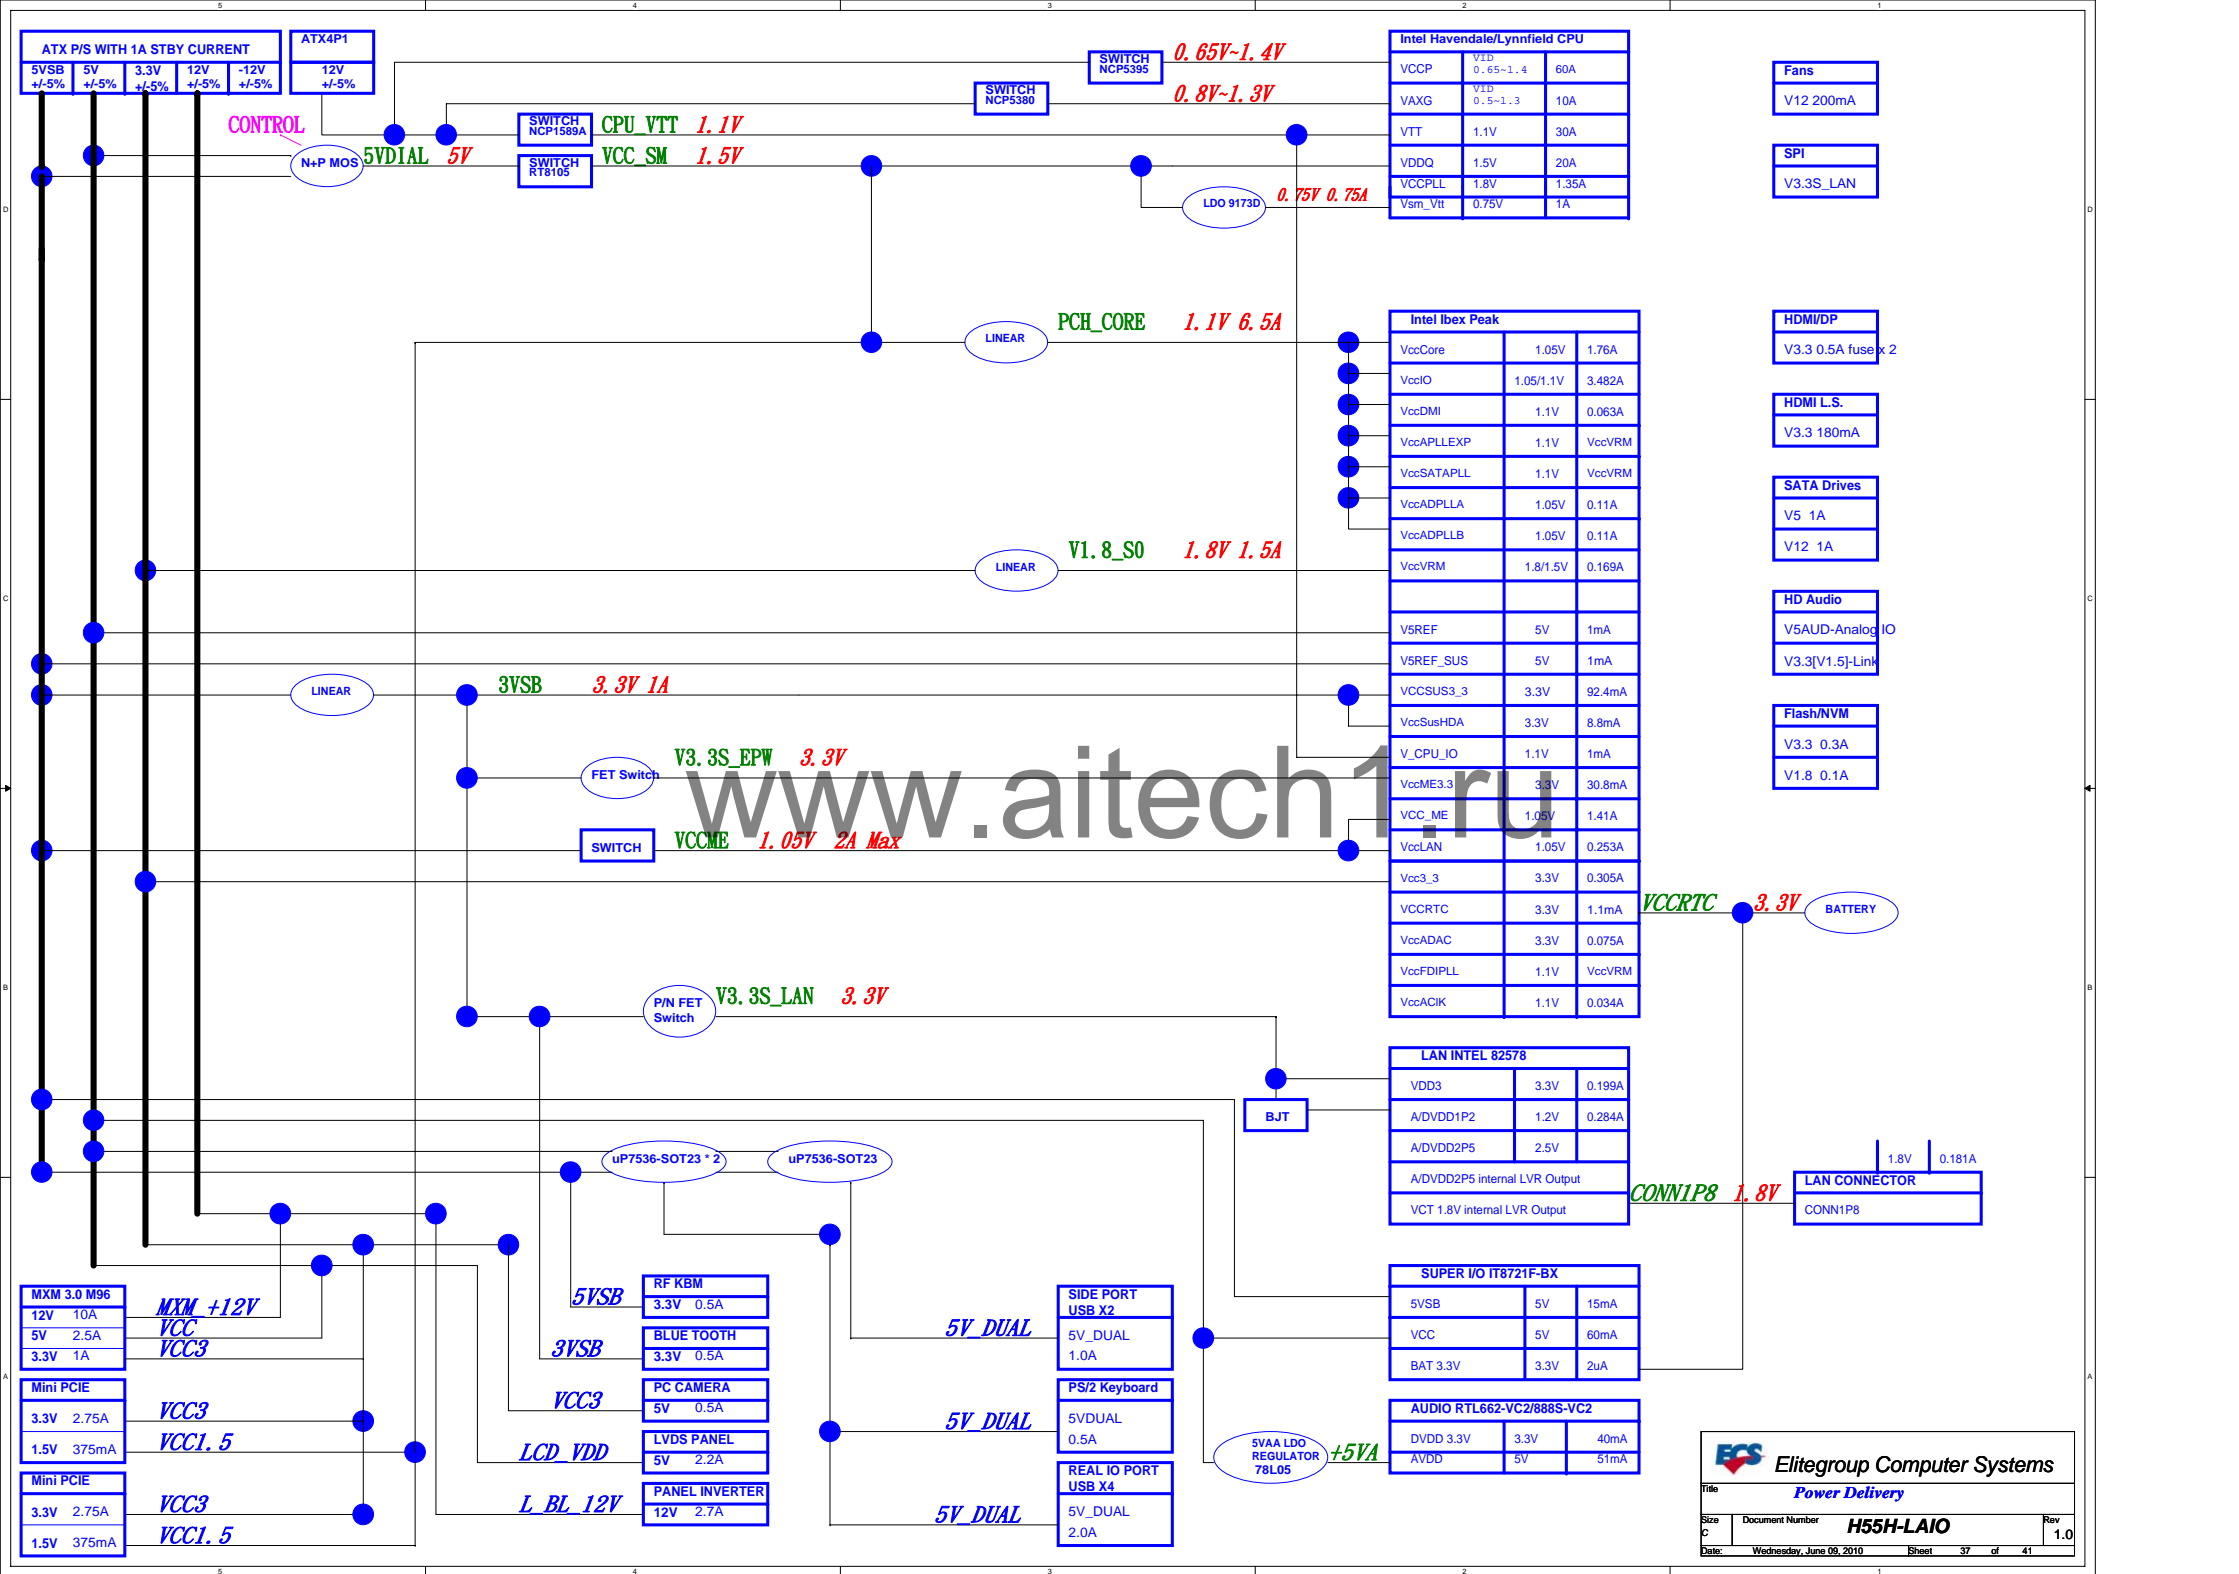 5 4 3 2 1
ATX P/S WITH 1A STBY CURRENT
5VSB +/-5%
5V +/-5%
3.3V +/-5%
12V +/-5%
-12V +/-5%
ATX4P1
12V +/-5%
CONTROL
N+P MOS
5VDIAL 5V
SWITCH NCP5395
0.65V~1.4V
SWITCH NCP5380
0.8V~1.3V
SWITCH NCP1589A
CPU_VTT 1.1V
SWITCH RT8105
VCC_SM 1.5V
LDO 9173D
0.75V 0.75A
Intel Havendale/Lynnfield CPU
VCCP VID 0.65~1.4 60A
VAXG VID 0.5~1.3 10A
VTT 1.1V 30A
VDDQ 1.5V 20A
VCCPLL 1.8V 1.35A
Vsm_Vtt 0.75V 1A
Fans
V12 200mA
SPI
V3.3S_LAN
D D
LINEAR
PCH_CORE 1.1V 6.5A
Intel Ibex Peak
VccCore 1.05V 1.76A
VccIO 1.05/1.1V 3.482A
VccDMI 1.1V 0.063A
VccAPLLEXP 1.1V VccVRM
VccSATAPLL 1.1V VccVRM
VccADPLLA 1.05V 0.11A
VccADPLLB 1.05V 0.11A
VccVRM 1.8/1.5V 0.169A
V5REF 5V 1mA
V5REF_SUS 5V 1mA
VCCSUS3_3 3.3V 92.4mA
VccSusHDA 3.3V 8.8mA
V_CPU_IO 1.1V 1mA
VccME3.3 3.3V 30.8mA
VCC_ME 1.05V 1.41A
VccLAN 1.05V 0.253A
Vcc3_3 3.3V 0.305A
VCCRTC 3.3V 1.1mA
VccADAC 3.3V 0.075A
VccFDIPLL 1.1V VccVRM
VccAClK 1.1V 0.034A
HDMI/DP
V3.3 0.5A fuse x 2
HDMI L.S.
V3.3 180mA
SATA Drives
V5 1A
V12 1A
HD Audio
V5AUD-Analog IO
V3.3[V1.5]-Link
Flash/NVM
V3.3 0.3A
V1.8 0.1A
LINEAR
V1.8_S0 1.8V 1.5A
C C
LINEAR
3VSB 3.3V 1A
FET Switch
V3.3S_EPW 3.3V
www.aitech1.ru
SWITCH
VCCME 1.05V 2A Max
VCCRTC 3.3V
BATTERY
B B
P/N FET Switch
V3.3S_LAN 3.3V
BJT
LAN INTEL 82578
VDD3 3.3V 0.199A
A/DVDD1P2 1.2V 0.284A
A/DVDD2P5 2.5V
A/DVDD2P5 internal LVR Output
VCT 1.8V internal LVR Output
CONN1P8 1.8V
1.8V 0.181A
LAN CONNECTOR
CONN1P8
uP7536-SOT23 * 2
uP7536-SOT23
MXM 3.0 M96
12V 10A
5V 2.5A
3.3V 1A
MXM_+12V
VCC
VCC3
Mini PCIE
3.3V 2.75A
1.5V 375mA
VCC3
VCC1.5
Mini PCIE
3.3V 2.75A
1.5V 375mA
VCC3
VCC1.5
5VSB
RF KBM
3.3V 0.5A
3VSB
BLUE TOOTH
3.3V 0.5A
VCC3
PC CAMERA
5V 0.5A
LCD_VDD
LVDS PANEL
5V 2.2A
L_BL_12V
PANEL INVERTER
12V 2.7A
5V_DUAL
SIDE PORT
USB X2
5V_DUAL
1.0A
5V_DUAL
PS/2 Keyboard
5VDUAL
0.5A
5V_DUAL
REAL IO PORT
USB X4
5V_DUAL
2.0A
SUPER I/O IT8721F-BX
5VSB 5V 15mA
VCC 5V 60mA
BAT 3.3V 3.3V 2uA
A A
5VAA LDO
REGULATOR
78L05
+5VA
AUDIO RTL662-VC2/888S-VC2
DVDD 3.3V 3.3V 40mA
AVDD 5V 51mA
ECS Elitegroup Computer Systems
Title
Power Delivery
Size C
Document Number
H55H-LAIO
Rev 1.0
Date: Wednesday, June 09, 2010 Sheet 37 of 41
5 4 3 2 1